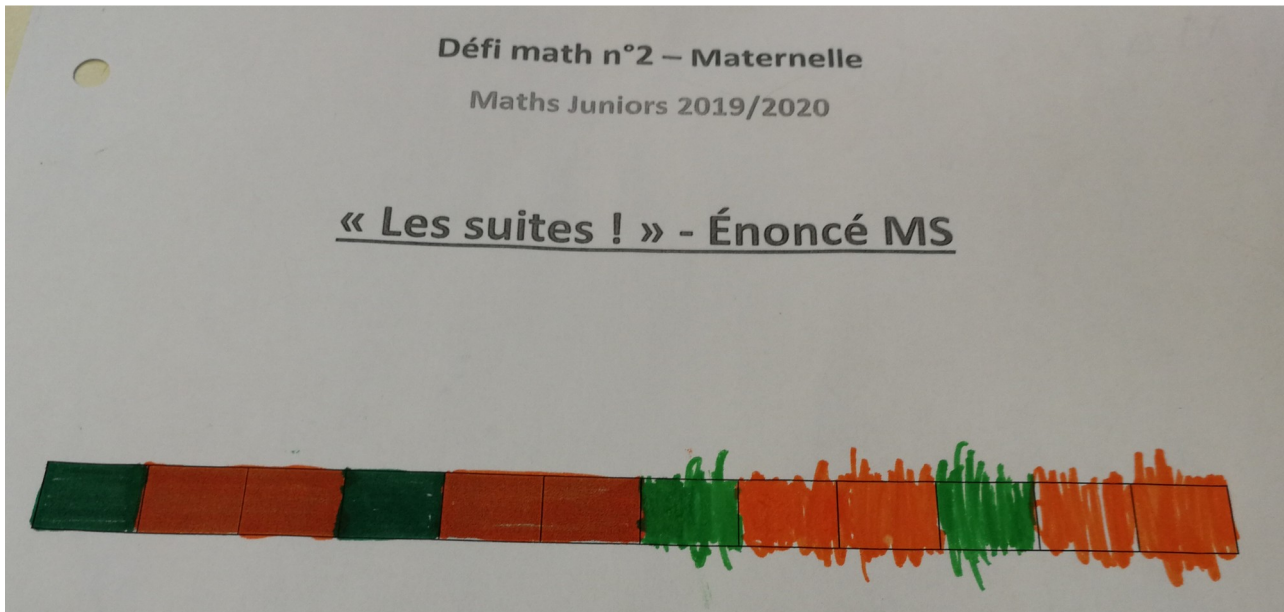 Défi math n°2 – Maternelle
Maths Juniors 2019/2020
« Les suites ! » - Énoncé MS